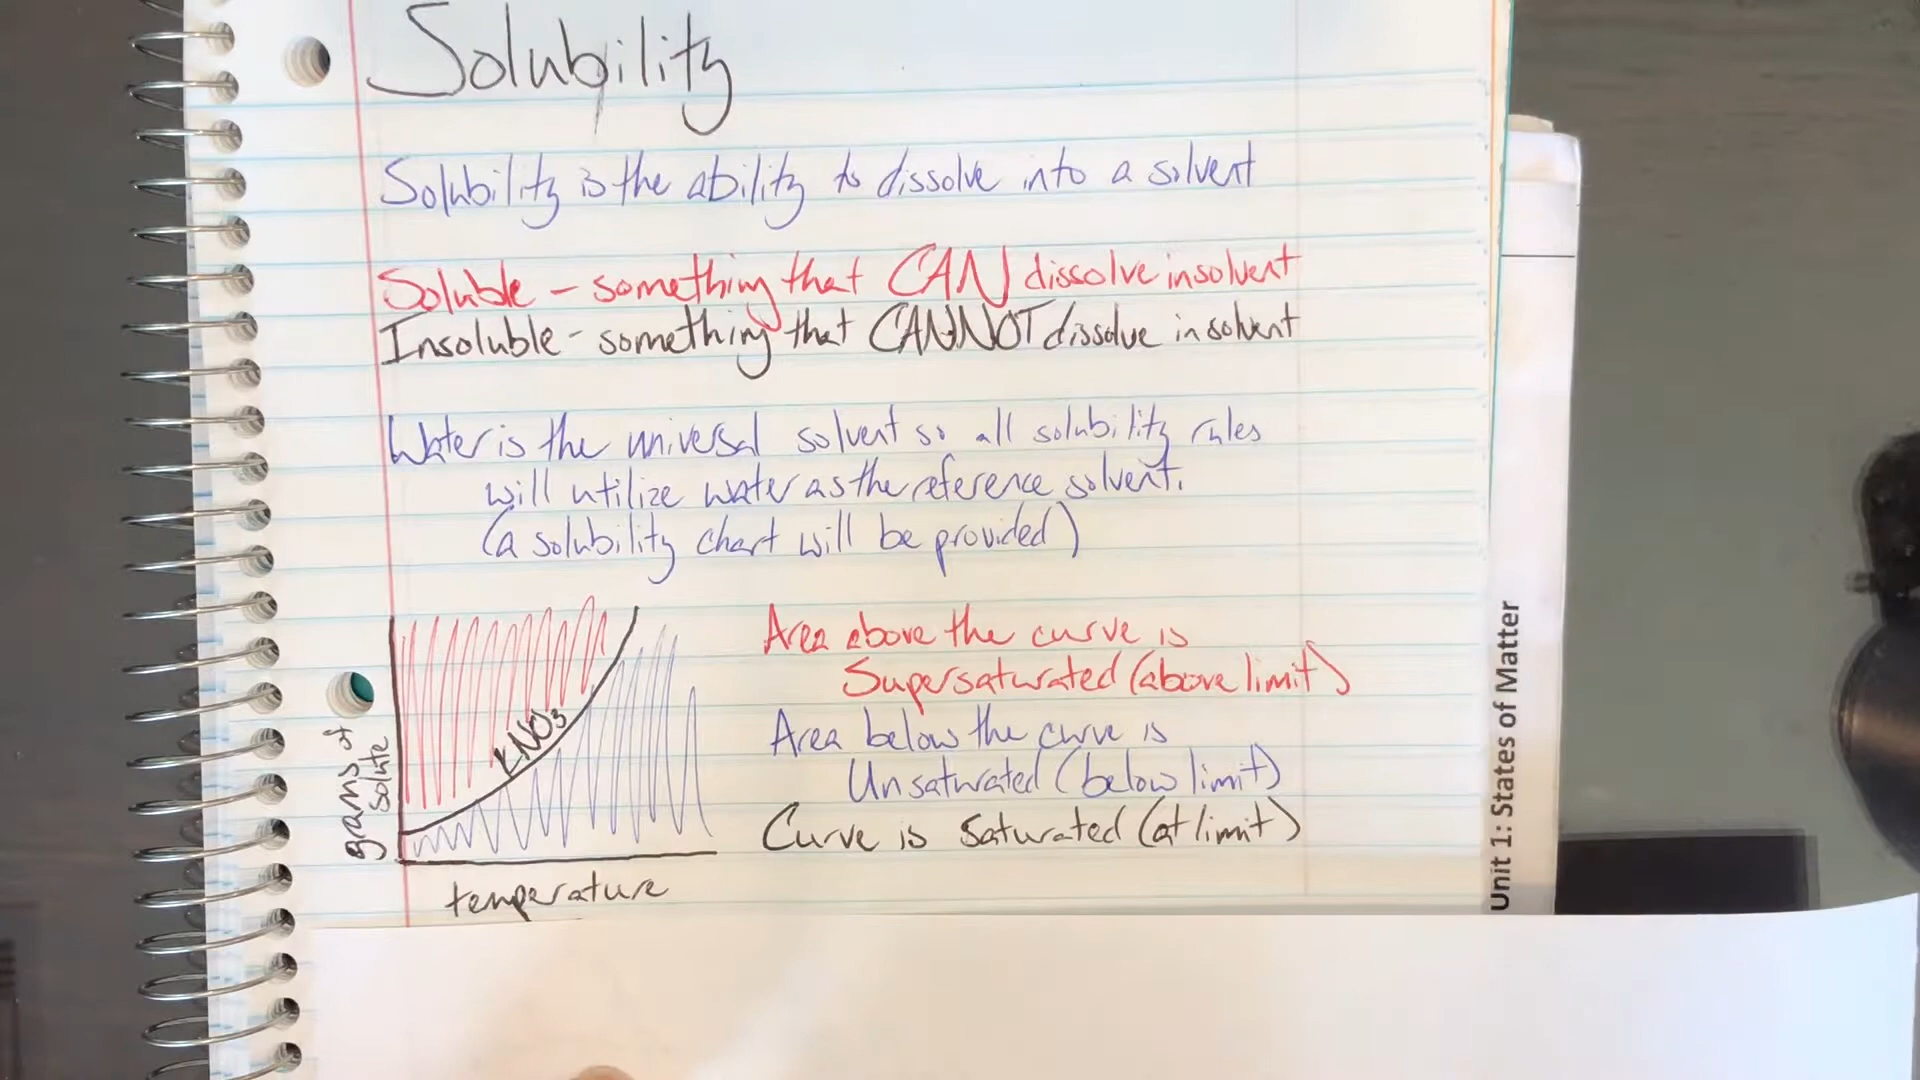 Solubility
Solubility is the ability to dissolve into a solvent
Soluble - something that CAN dissolve in solvent
Insoluble - something that CANNOT dissolve in solvent
Water is the universal solvent so all solubility rules
will utilize water as the reference solvent.
(a solubility chart will be provided)
grams of
solute
KNO3
temperature
Area above the curve is
Supersaturated (above limit)
Area below the curve is
Unsaturated (below limit)
Curve is saturated (at limit)
Unit 1: States of Matter